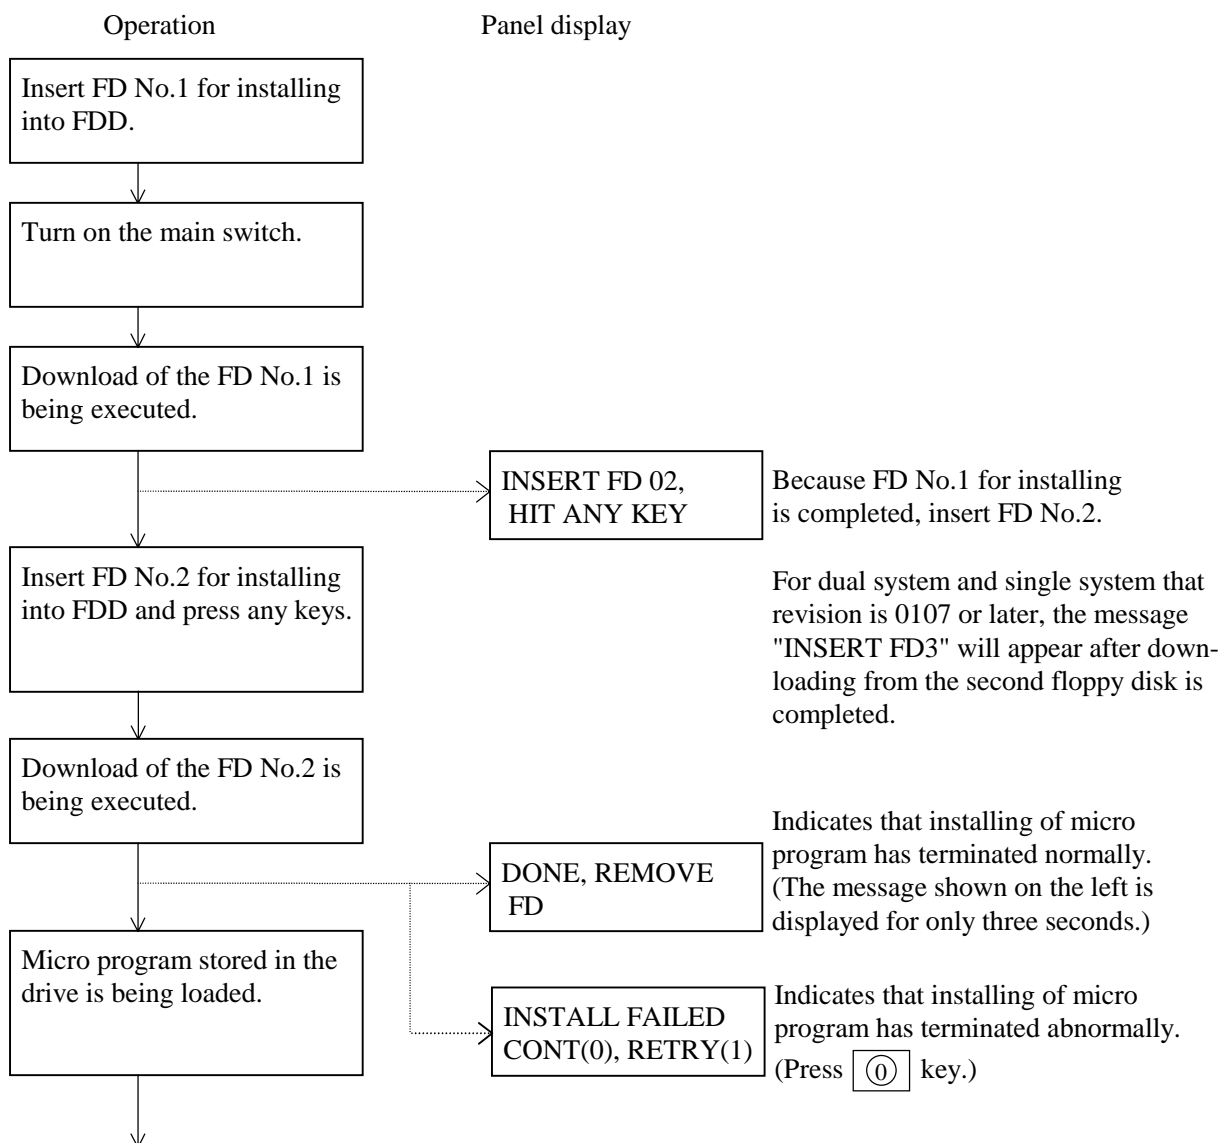 Operation
Panel display
Insert FD No.1 for installing
into FDD.
Turn on the main switch.
Download of the FD No.1 is
being executed.
INSERT FD 02,
HIT ANY KEY
Because FD No.1 for installing
is completed, insert FD No.2.
Insert FD No.2 for installing
into FDD and press any keys.
For dual system and single system that
revision is 0107 or later, the message
"INSERT FD3" will appear after down-
loading from the second floppy disk is
completed.
Download of the FD No.2 is
being executed.
DONE, REMOVE
FD
Indicates that installing of micro
program has terminated normally.
(The message shown on the left is
displayed for only three seconds.)
Micro program stored in the
drive is being loaded.
INSTALL FAILED
CONT(0), RETRY(1)
Indicates that installing of micro
program has terminated abnormally.
(Press 0 key.)